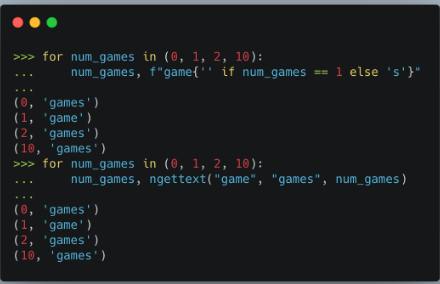 >>> for num_games in (0, 1, 2, 10):
...     num_games, f"game{'' if num_games == 1 else 's'}"
...
(0, 'games')
(1, 'game')
(2, 'games')
(10, 'games')
>>> for num_games in (0, 1, 2, 10):
...     num_games, ngettext("game", "games", num_games)
...
(0, 'games')
(1, 'game')
(2, 'games')
(10, 'games')